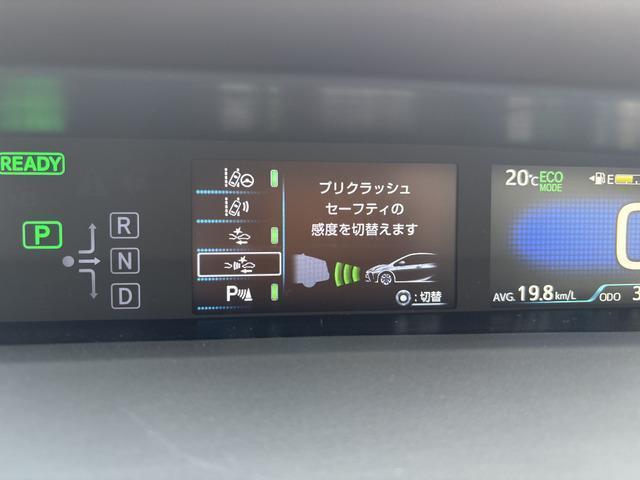 READY
P
R
N
D
プリクラッシュ
セーフティの
感度を切替えます
P
:切替
20℃
ECO
MODE
E
AVG. 19.8 km/L
ODO 3